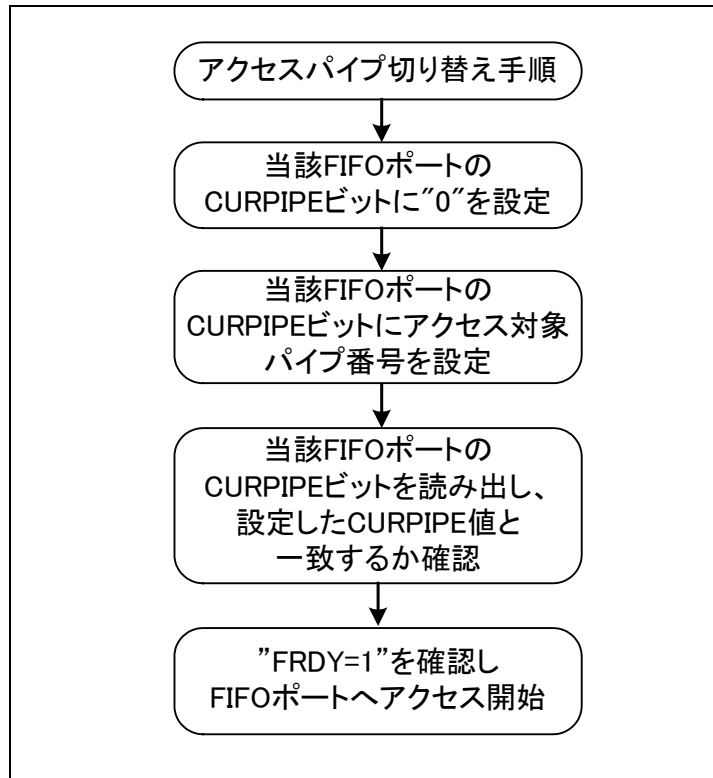 アクセスパイプ切り替え手順
当該FIFOポートの
CURPIPEビットに"0"を設定
当該FIFOポートの
CURPIPEビットにアクセス対象
パイプ番号を設定
当該FIFOポートの
CURPIPEビットを読み出し、
設定したCURPIPE値と
一致するか確認
”FRDY=1”を確認し
FIFOポートへアクセス開始